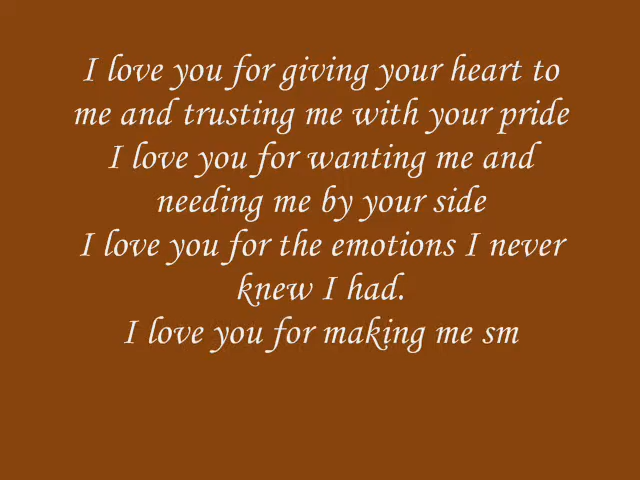 I love you for giving your heart to
me and trusting me with your pride
I love you for wanting me and
needing me by your side
I love you for the emotions I never
knew I had.
I love you for making me sm